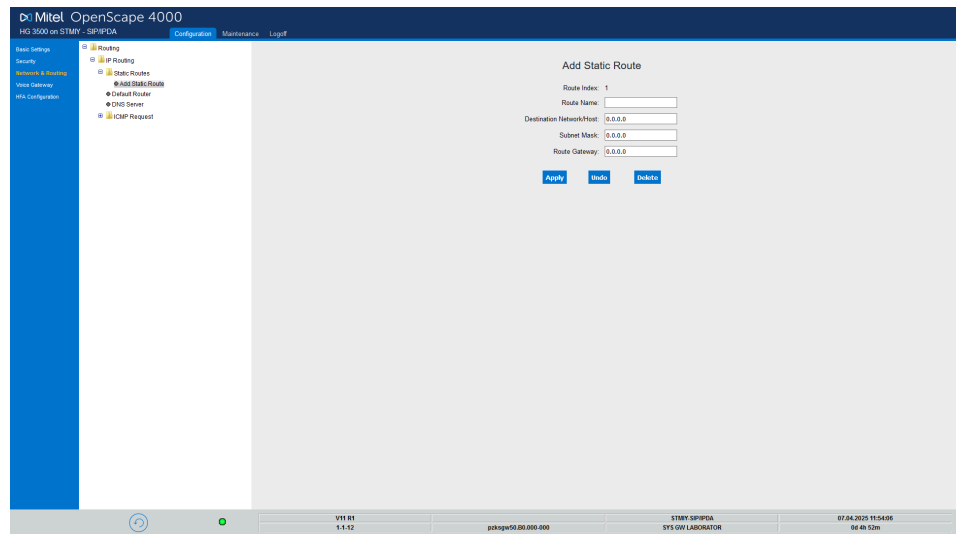 Mitel OpenScape 4000
HG 3500 on STMIY - SIP/IPDA
Configuration Maintenance Logoff
Basic Settings
Security
Network & Routing
Voice Gateway
HFA Configuration
Routing
IP Routing
Static Routes
Add Static Route
Default Router
DNS Server
ICMP Request
Add Static Route
Route Index: 1
Route Name:
Destination Network/Host: 0.0.0.0
Subnet Mask: 0.0.0.0
Route Gateway: 0.0.0.0
Apply Undo Delete
V11 R1 STMIY-SIP/IPDA 07.04.2025 11:54:06
1-1-12 pzksgw50.B0.000-000 SYS GW LABORATOR 0d 4h 52m